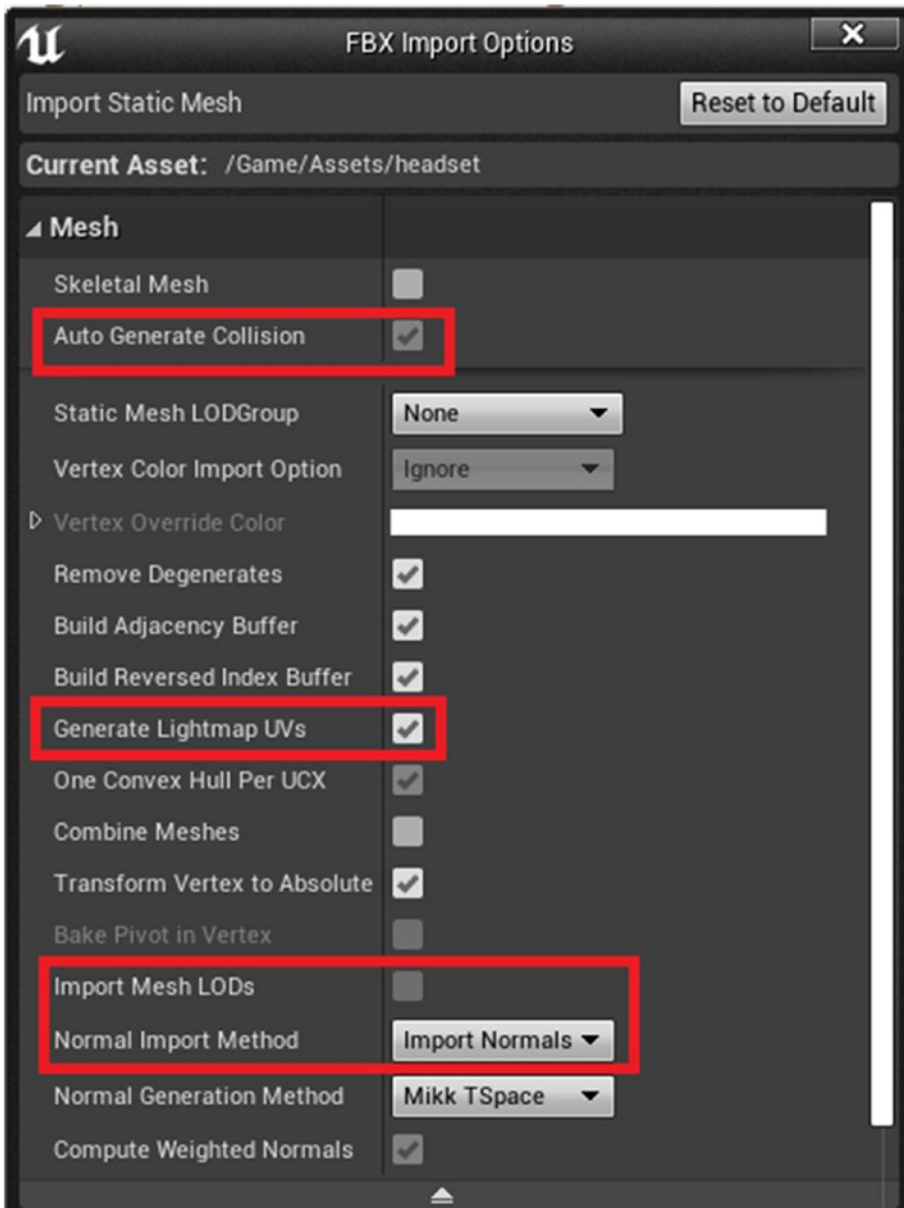 FBX Import Options
Import Static Mesh Reset to Default
Current Asset: /Game/Assets/headset
Mesh
Skeletal Mesh
Auto Generate Collision
Static Mesh LODGroup None
Vertex Color Import Option Ignore
Vertex Override Color
Remove Degenerates
Build Adjacency Buffer
Build Reversed Index Buffer
Generate Lightmap UVs
One Convex Hull Per UCX
Combine Meshes
Transform Vertex to Absolute
Bake Pivot in Vertex
Import Mesh LODs
Normal Import Method Import Normals
Normal Generation Method Mikk TSpace
Compute Weighted Normals